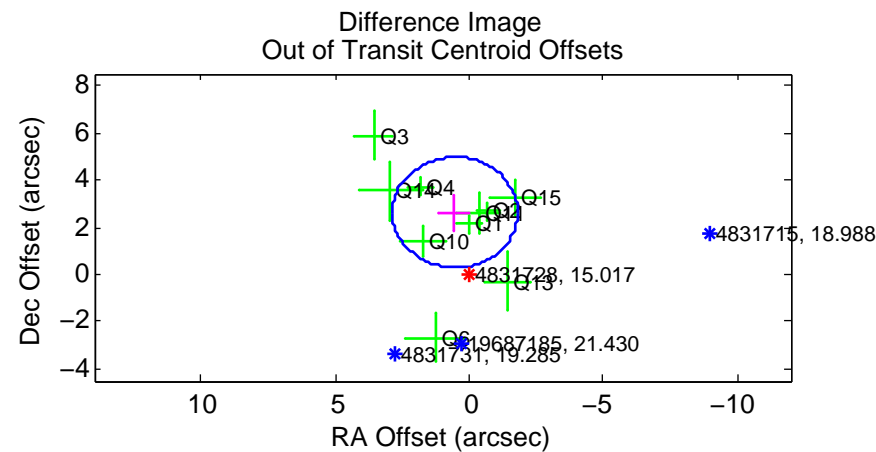 Difference Image
Out of Transit Centroid Offsets
Dec Offset (arcsec)
8
6
4
2
0
−2
−4
Q3
Q14
Q4
Q15
Q2
Q11
Q1
Q10
4831715, 18.988
4831728, 15.017
Q13
Q6
19687185, 21.430
4831731, 19.285
10
5
0
−5
−10
RA Offset (arcsec)